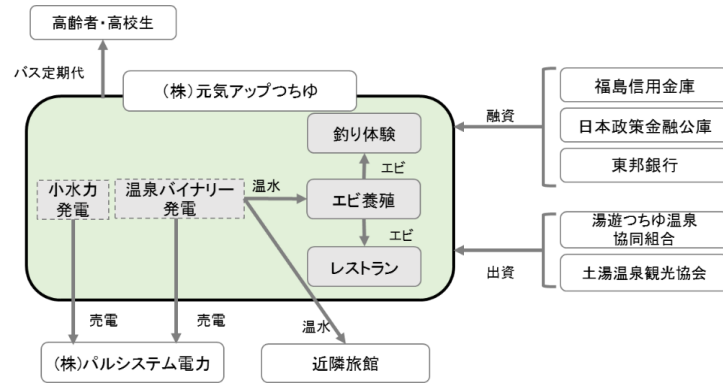 高齢者・高校生
バス定期代
(株)元気アップつちゆ
福島信用金庫
融資
日本政策金融公庫
東邦銀行
釣り体験
エビ
小水力
発電
温泉バイナリー
発電
温水
エビ養殖
エビ
レストラン
湯遊つちゆ温泉
協同組合
出資
土湯温泉観光協会
売電
売電
温水
(株)パルシステム電力
近隣旅館